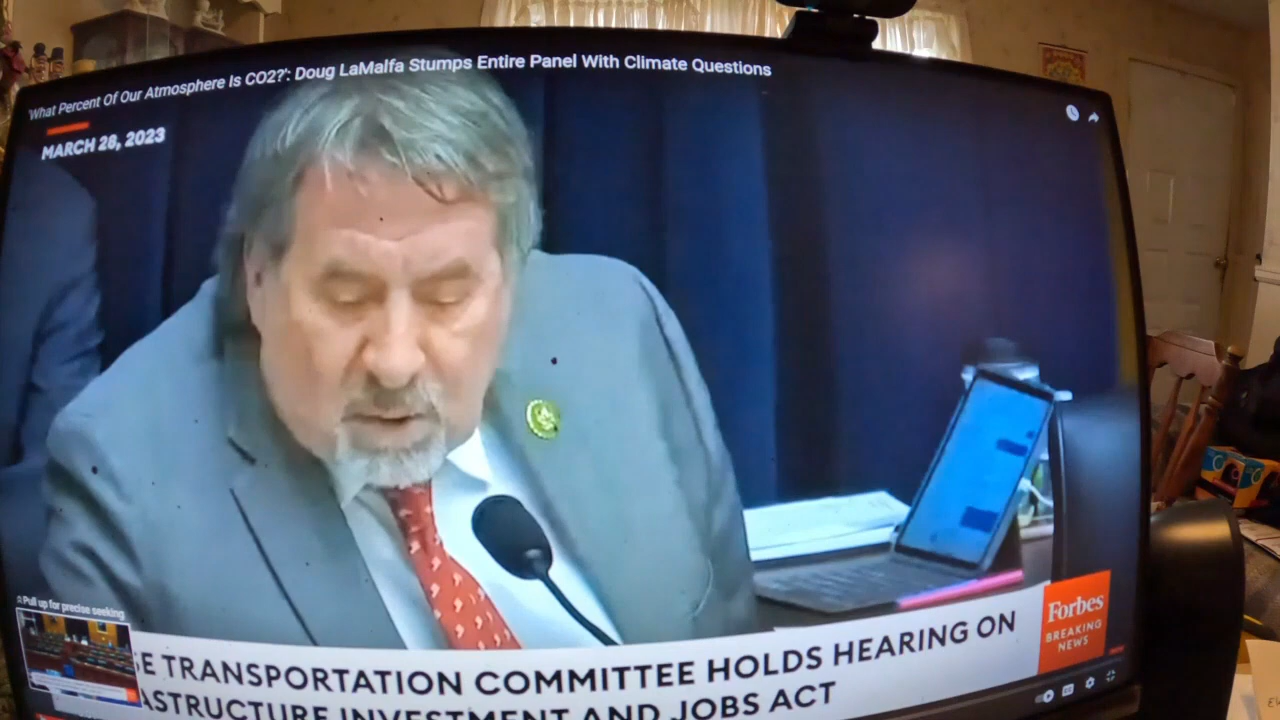 'What Percent Of Our Atmosphere Is CO2?': Doug LaMalfa Stumps Entire Panel With Climate Questions
MARCH 28, 2023
Pull up for precise seeking
E TRANSPORTATION COMMITTEE HOLDS HEARING ON
ASTRUCTURE INVESTMENT AND JOBS ACT
Forbes
BREAKING
NEWS